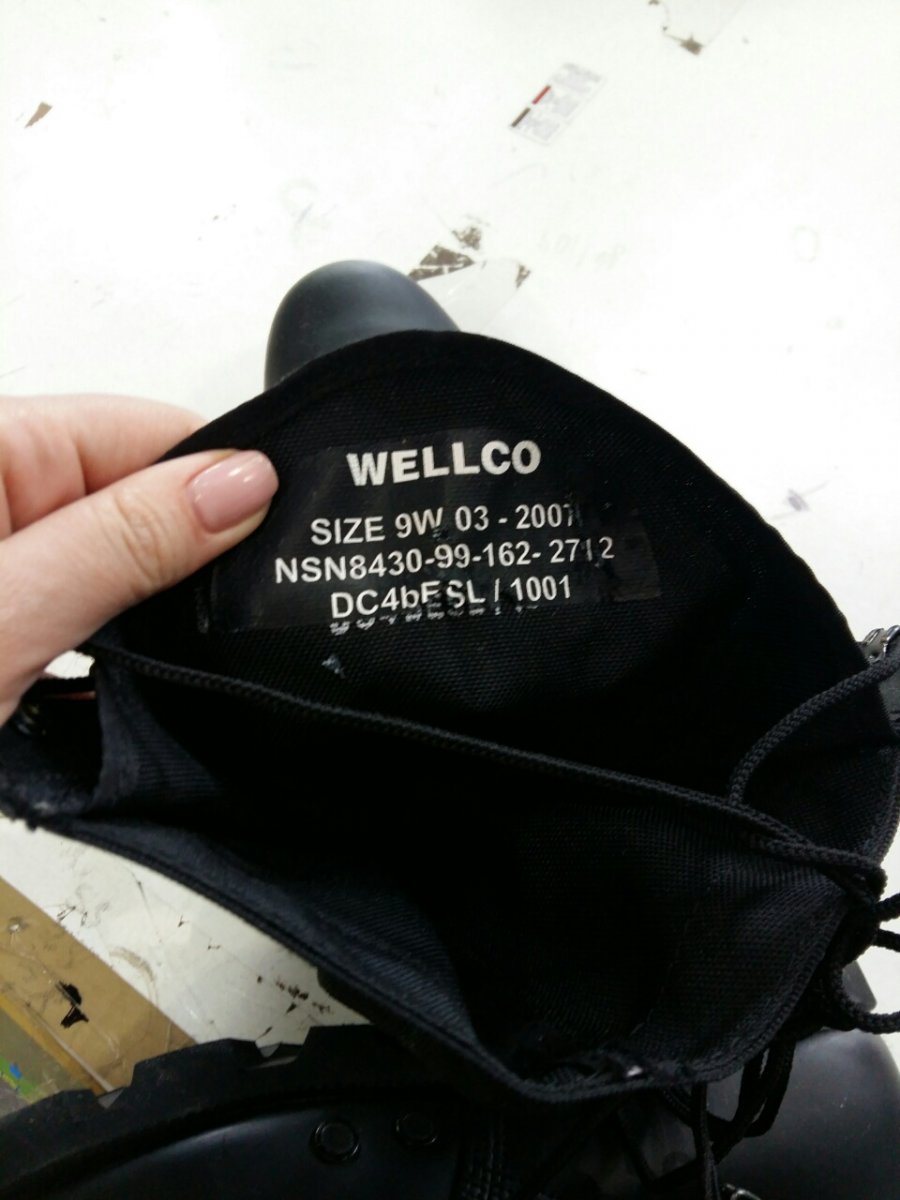 WELLCO
SIZE 9W 03 - 2007
NSN8430-99-162- 2712
DC4bESL / 1001